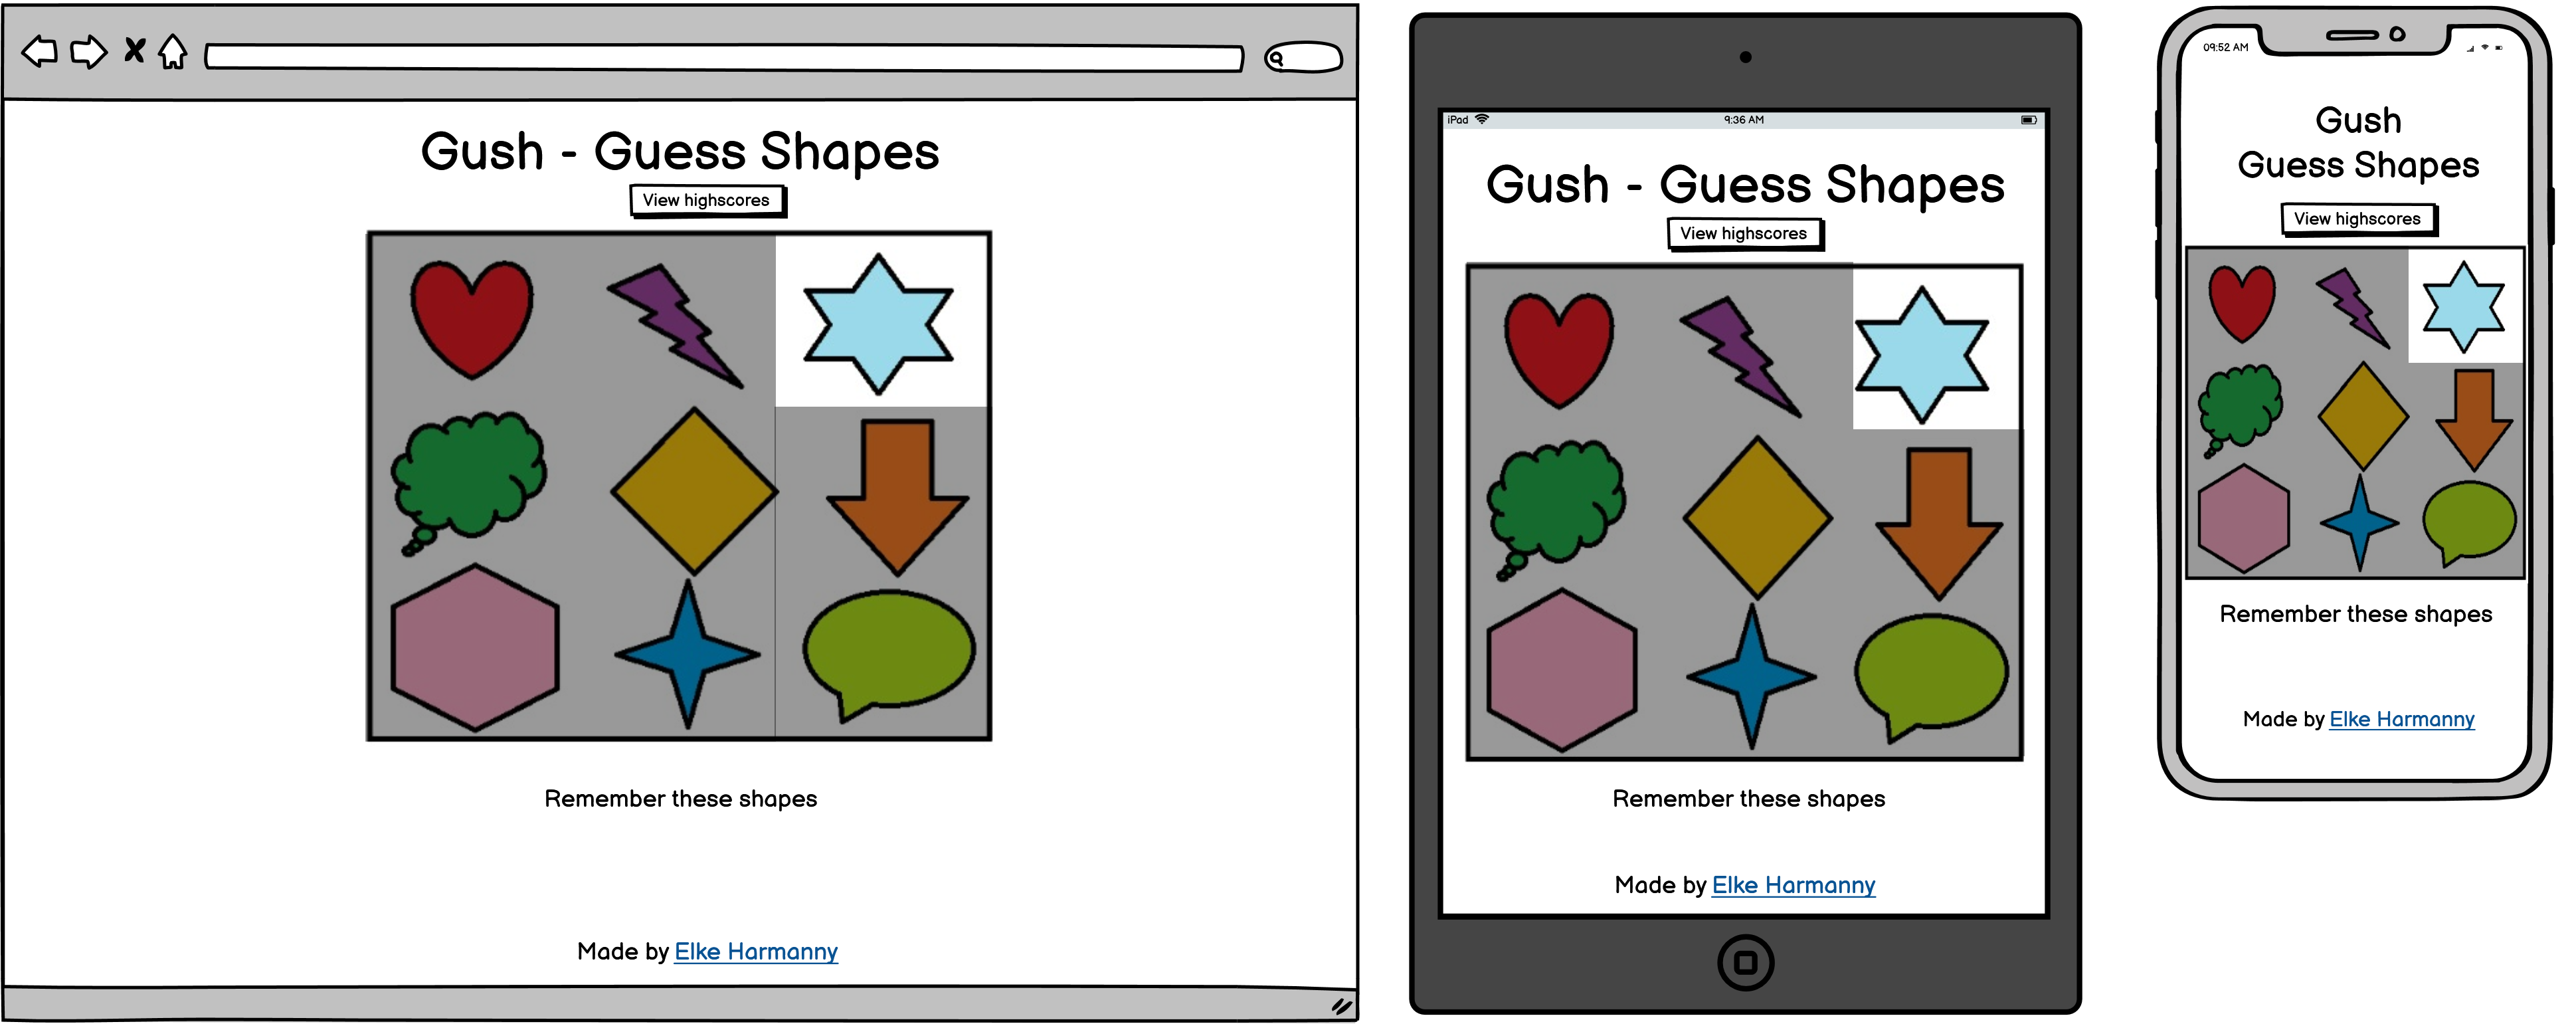 Gush - Guess Shapes
View highscores
Remember these shapes
Made by Elke Harmanny
iPad
9:36 AM
Gush - Guess Shapes
View highscores
Remember these shapes
Made by Elke Harmanny
09:52 AM
Gush
Guess Shapes
View highscores
Remember these shapes
Made by Elke Harmanny